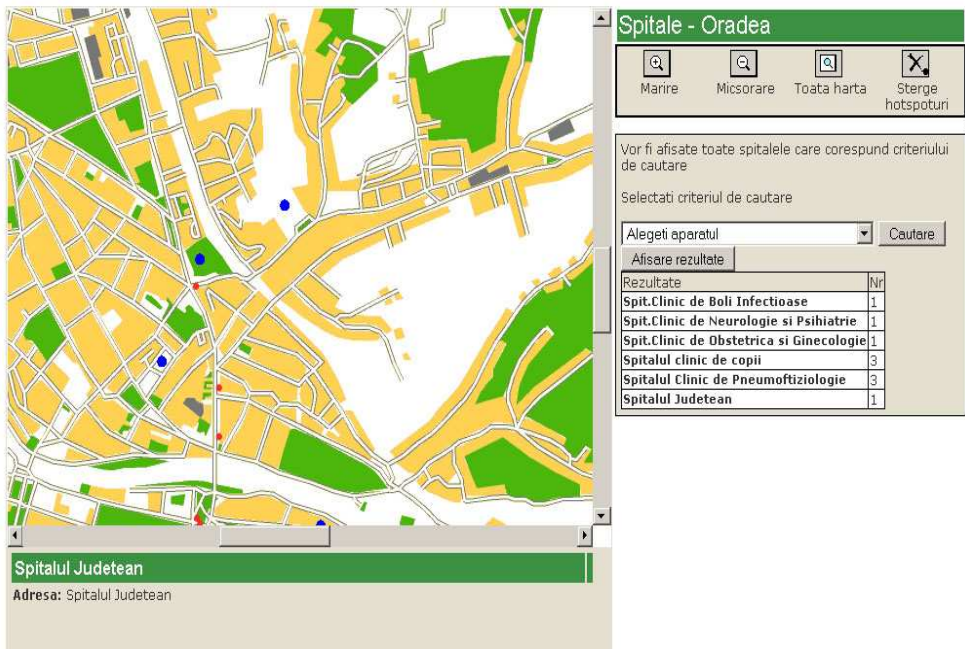 Spitale - Oradea
Marire
Micsorare
Toata harta
Sterge
hotspoturi
Vor fi afisate toate spitalele care corespund criteriului
de cautare
Selectati criteriul de cautare
Alegeti aparatul
Cautare
Afisare rezultate
Rezultate Nr
Spit.Clinic de Boli Infectioase 1
Spit.Clinic de Neurologie si Psihiatrie 1
Spit.Clinic de Obstetrica si Ginecologie 1
Spitalul clinic de copii 3
Spitalul Clinic de Pneumoftiziologie 3
Spitalul Judetean 1
Spitalul Judetean
Adresa: Spitalul Judetean